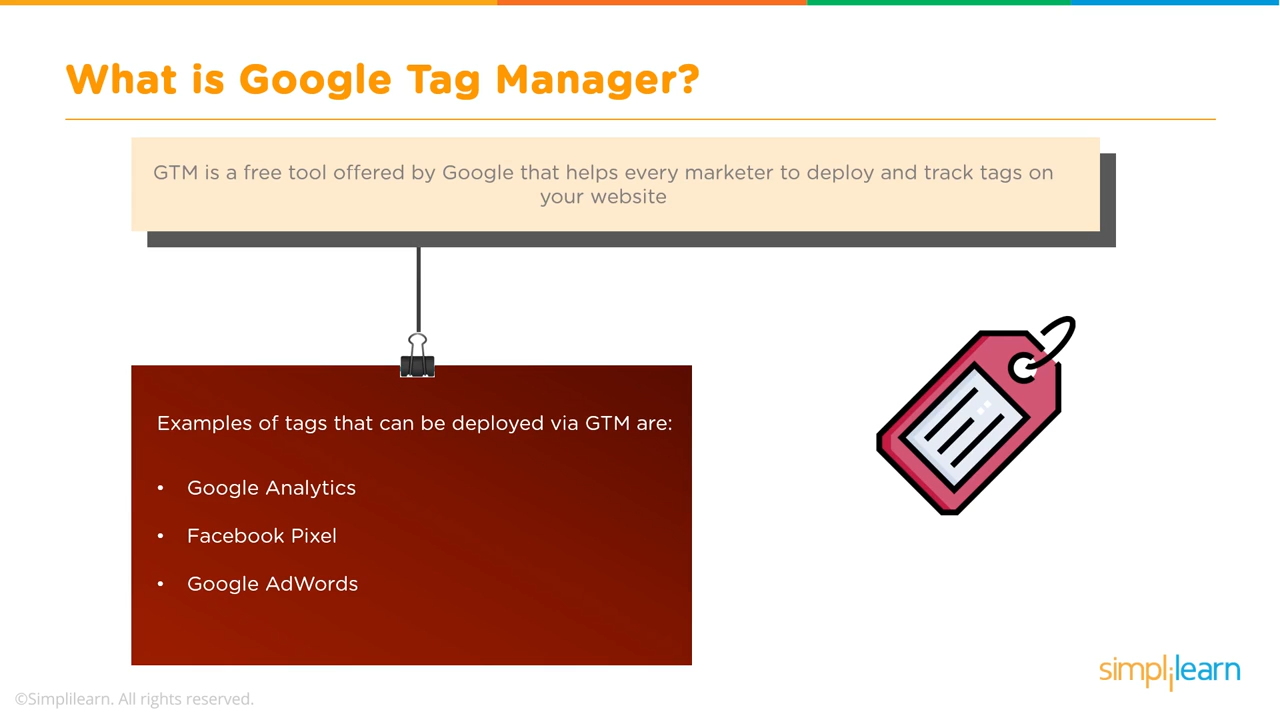 What is Google Tag Manager?
GTM is a free tool offered by Google that helps every marketer to deploy and track tags on
your website
Examples of tags that can be deployed via GTM are:
• Google Analytics
• Facebook Pixel
• Google AdWords
simplilearn
©Simplilearn. All rights reserved.